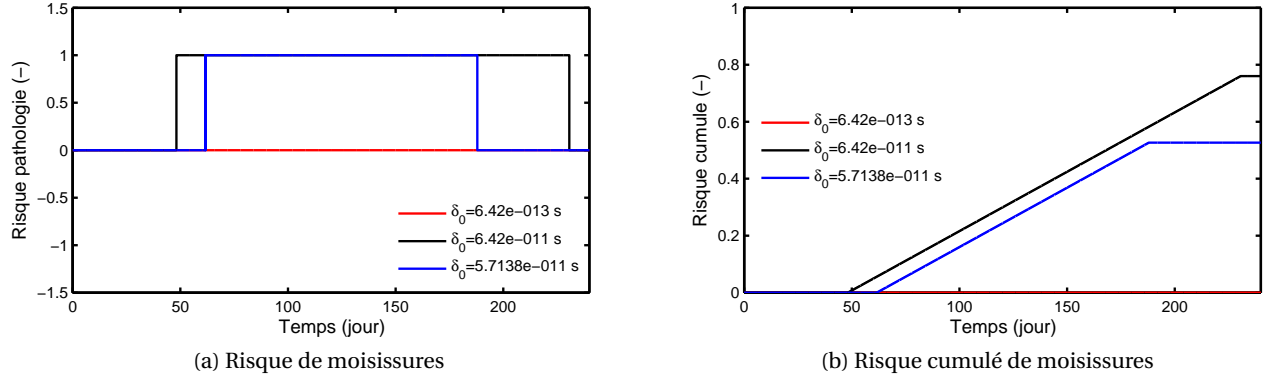 1.5
1
0.5
0
−0.5
−1
−1.5
Risque pathologie (−)
δ0=6.42e−013 s
δ0=6.42e−011 s
δ0=5.7138e−011 s
0
50
100
150
200
Temps (jour)
(a) Risque de moisissures
1
0.8
0.6
0.4
0.2
0
Risque cumule (−)
δ0=6.42e−013 s
δ0=6.42e−011 s
δ0=5.7138e−011 s
0
50
100
150
200
Temps (jour)
(b) Risque cumulé de moisissures